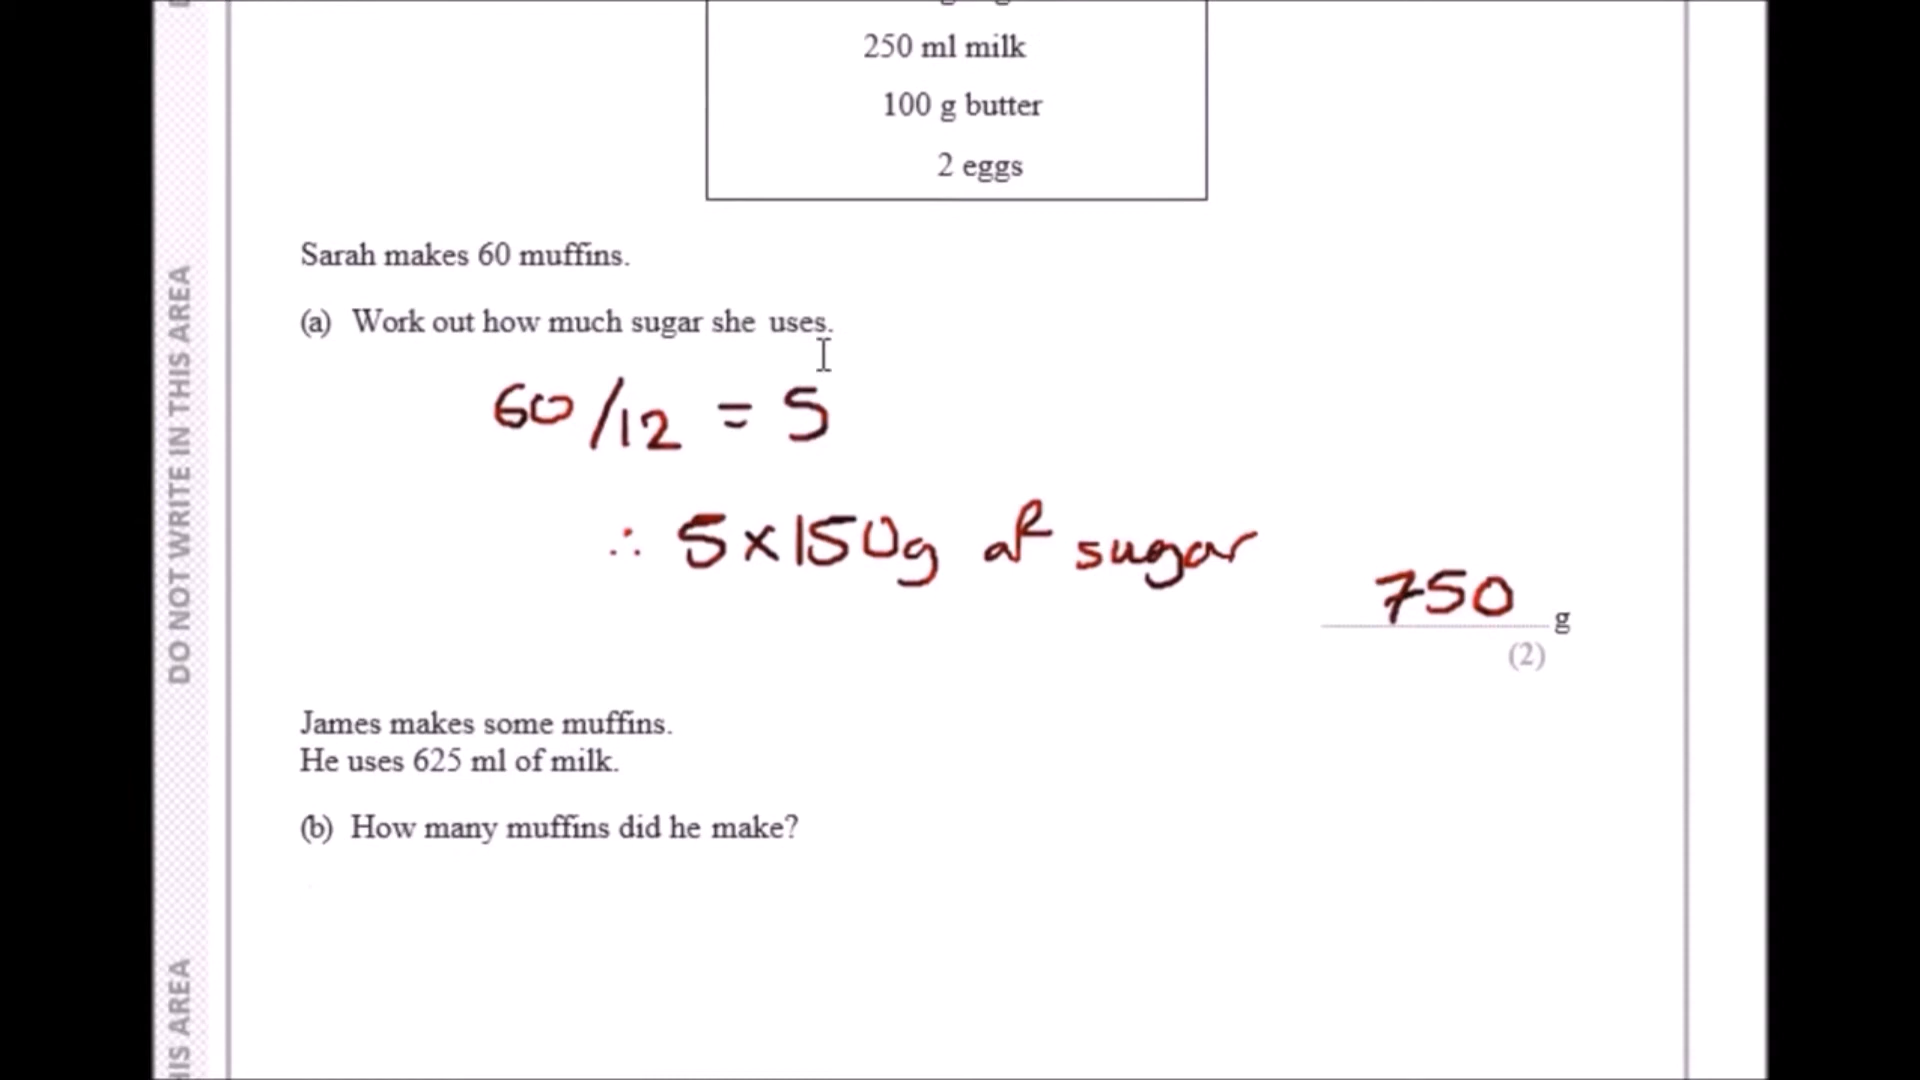 250 ml milk
100 g butter
2 eggs
Sarah makes 60 muffins.
(a) Work out how much sugar she uses.
60/12 = 5
∴ 5×150g of sugar
750 g
(2)
James makes some muffins.
He uses 625 ml of milk.
(b) How many muffins did he make?
DO NOT WRITE IN THIS AREA
HIS AREA